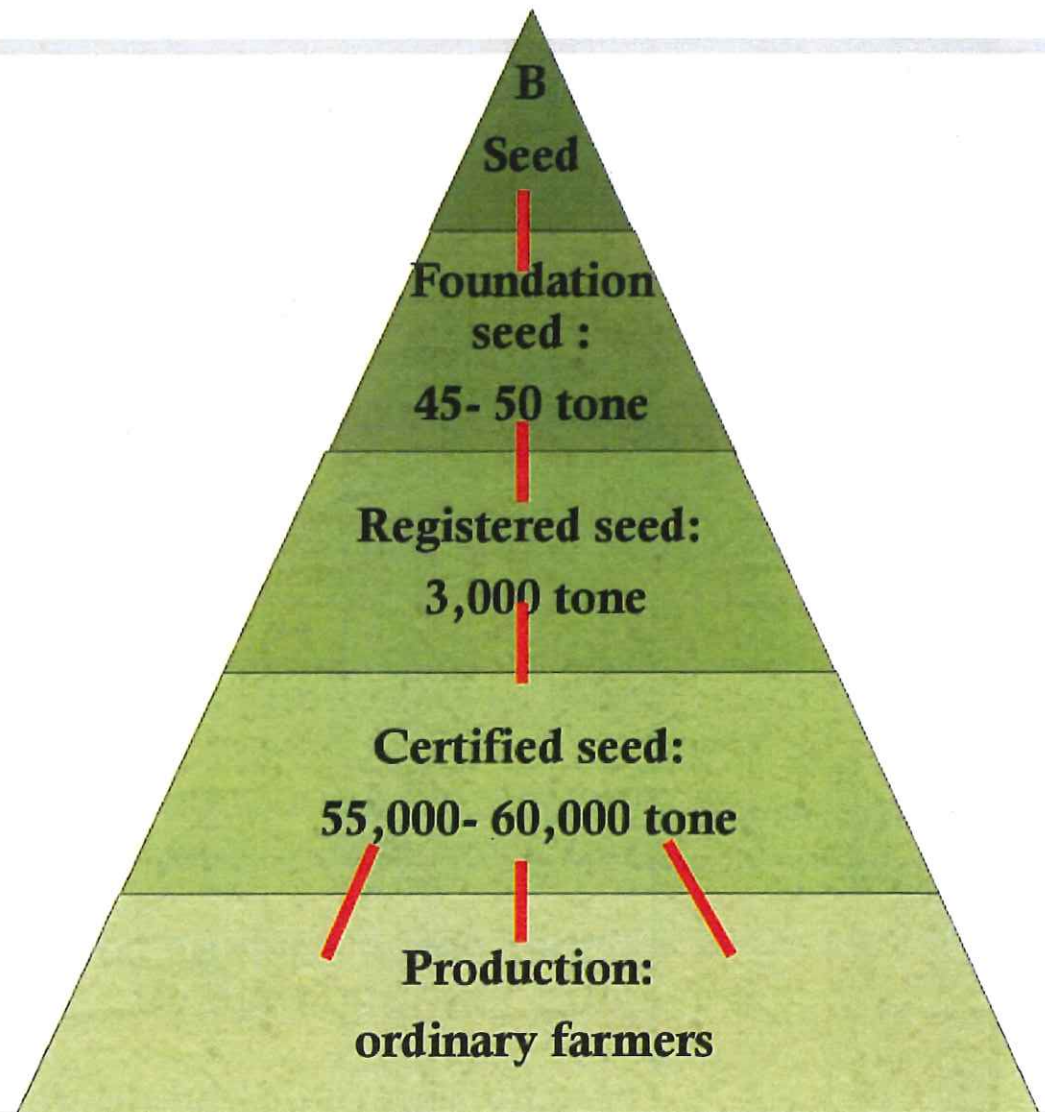 B
Seed
Foundation
seed :
45- 50 tone
Registered seed:
3,000 tone
Certified seed:
55,000- 60,000 tone
Production:
ordinary farmers